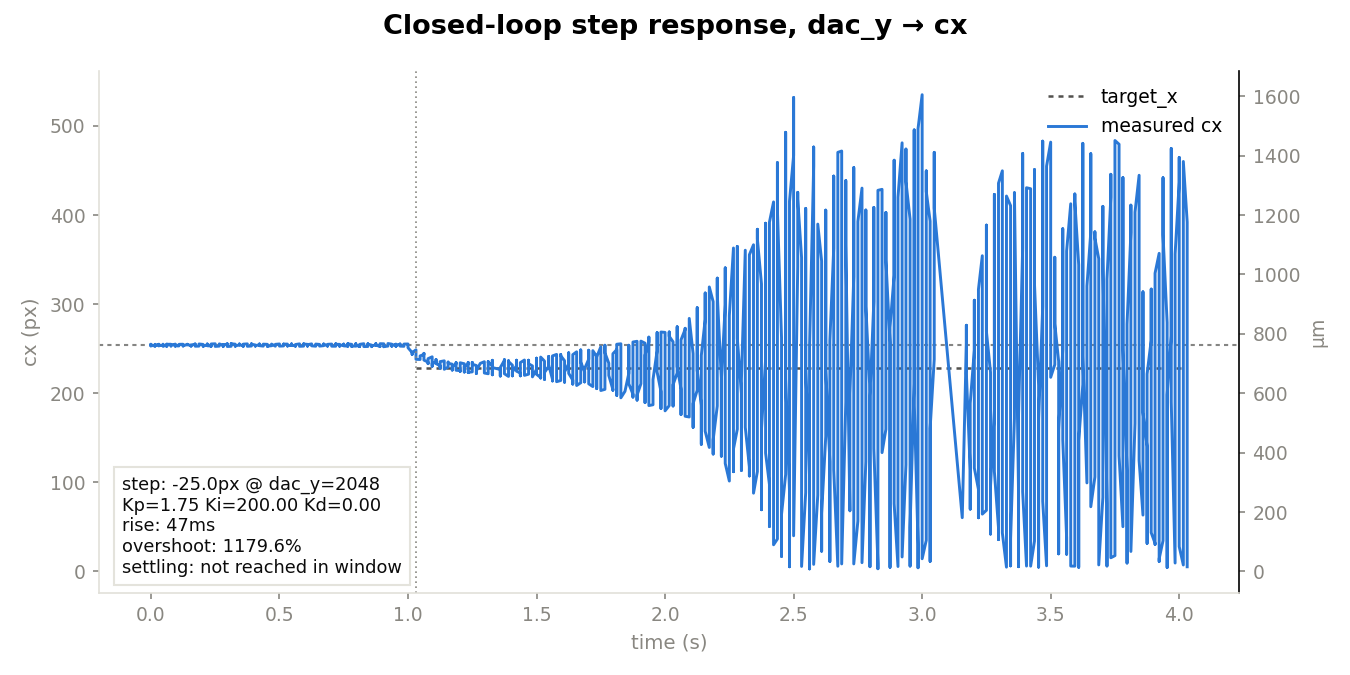 Closed-loop step response, dac_y → cx
target_x
measured cx
cx (px)
500
400
300
200
100
0
1600
1400
1200
1000
800
600
400
200
0
µm
step: -25.0px @ dac_y=2048
Kp=1.75 Ki=200.00 Kd=0.00
rise: 47ms
overshoot: 1179.6%
settling: not reached in window
0.0 0.5 1.0 1.5 2.0 2.5 3.0 3.5 4.0
time (s)